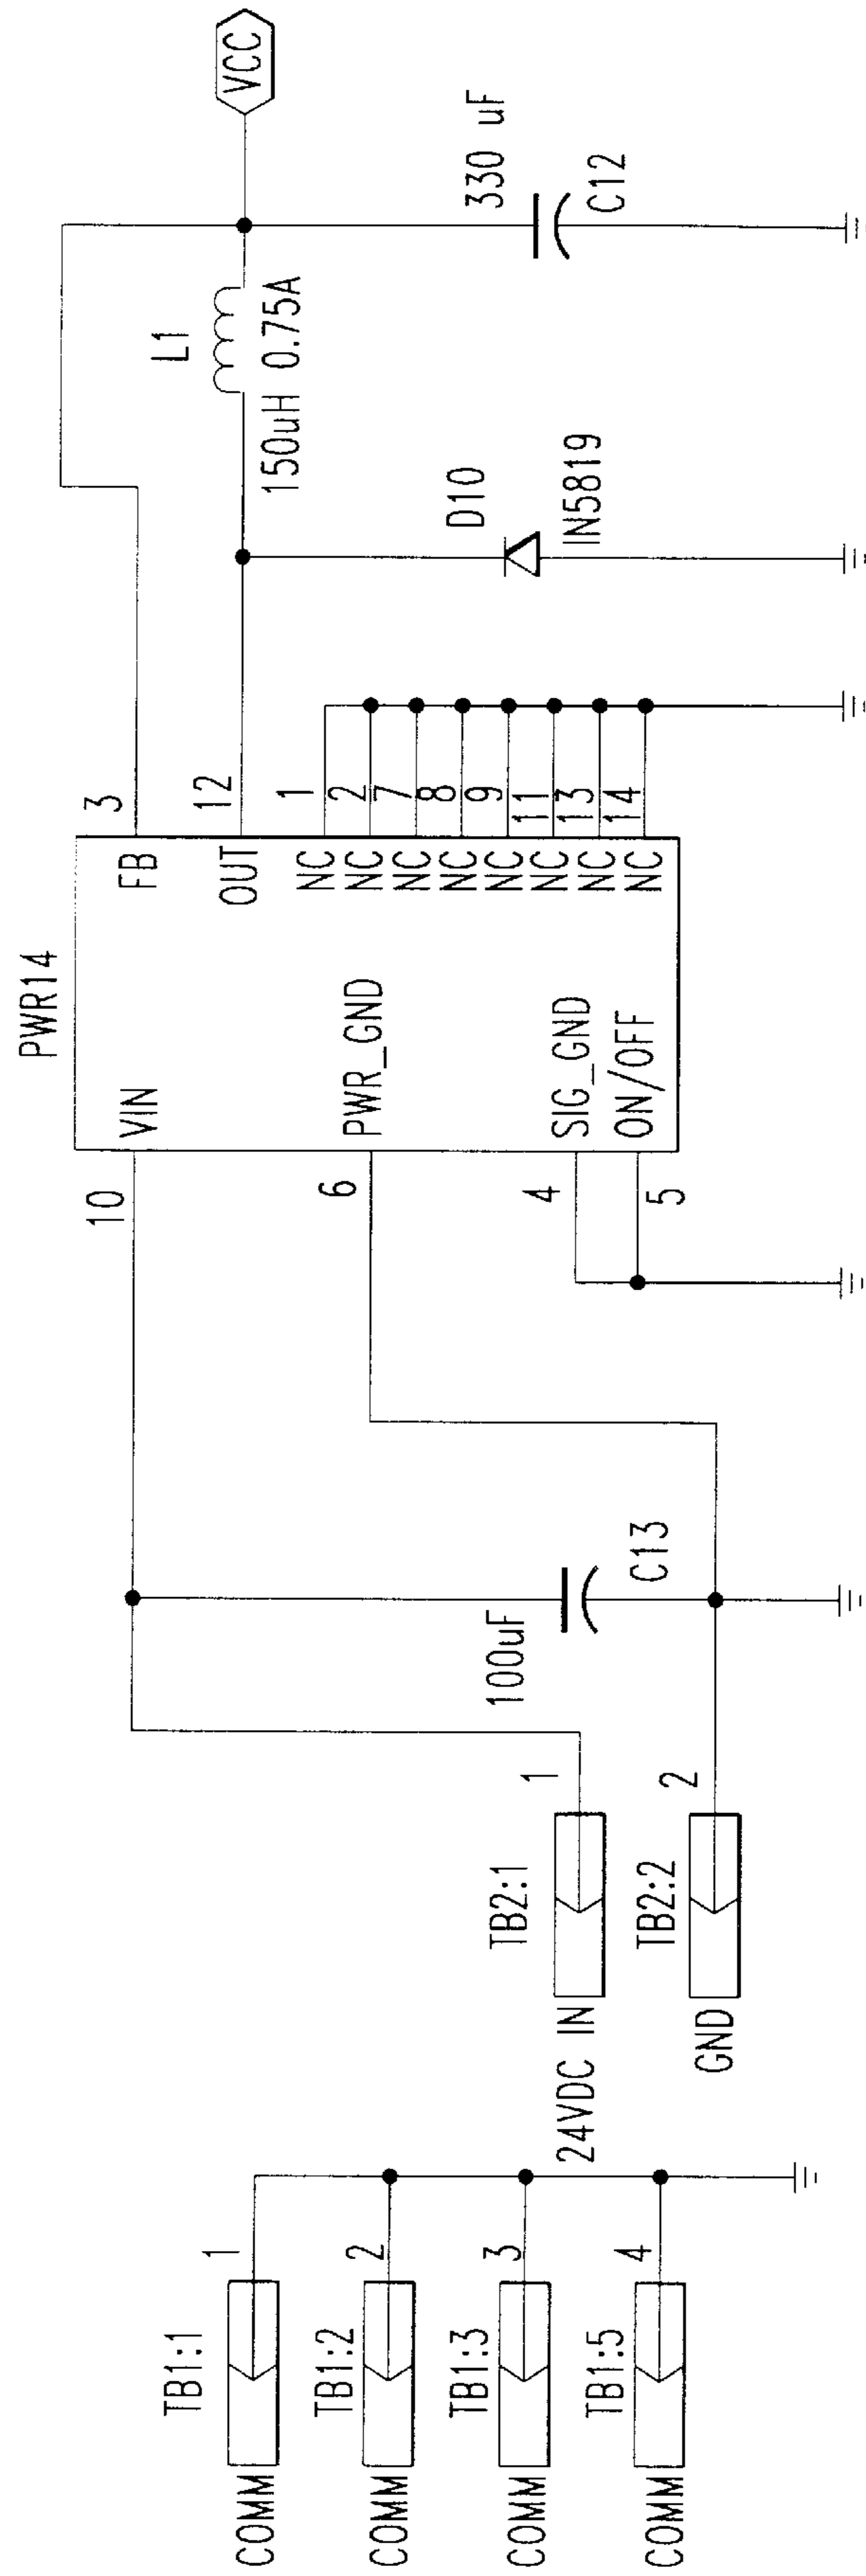 PWR14
VIN
10
PWR_GND
6
SIG_GND
4
ON/OFF
5
FB
3
OUT
12
NC
1
NC
2
NC
7
NC
8
NC
9
NC
11
NC
13
NC
14
L1
150uH 0.75A
VCC
D10
IN5819
330 uF
C12
100uF
C13
TB2:1
1
24VDC IN
TB2:2
2
GND
TB1:1
1
COMM
TB1:2
2
COMM
TB1:3
3
COMM
TB1:5
4
COMM